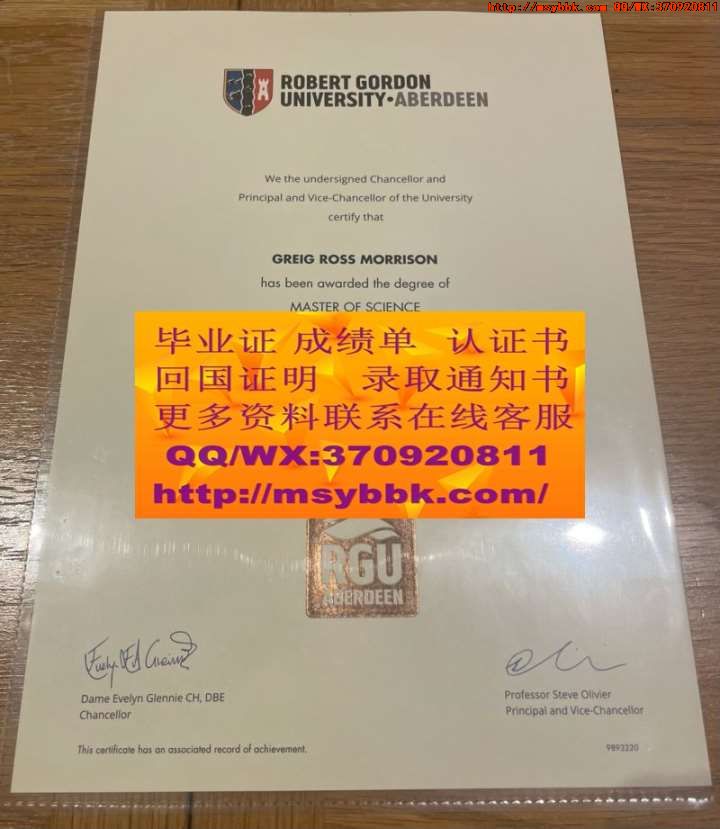 http://msybbk.com QQ/WX:370920811
ROBERT GORDON
UNIVERSITY•ABERDEEN
We the undersigned Chancellor and
Principal and Vice-Chancellor of the University
certify that
GREIG ROSS MORRISON
has been awarded the degree of
MASTER OF SCIENCE
毕业证 成绩单 认证书
回国证明 录取通知书
更多资料联系在线客服
QQ/WX:370920811
http://msybbk.com/
RGU
ABERDEEN
Dame Evelyn Glennie CH, DBE
Chancellor
Professor Steve Olivier
Principal and Vice-Chancellor
This certificate has an associated record of achievement.
9893220